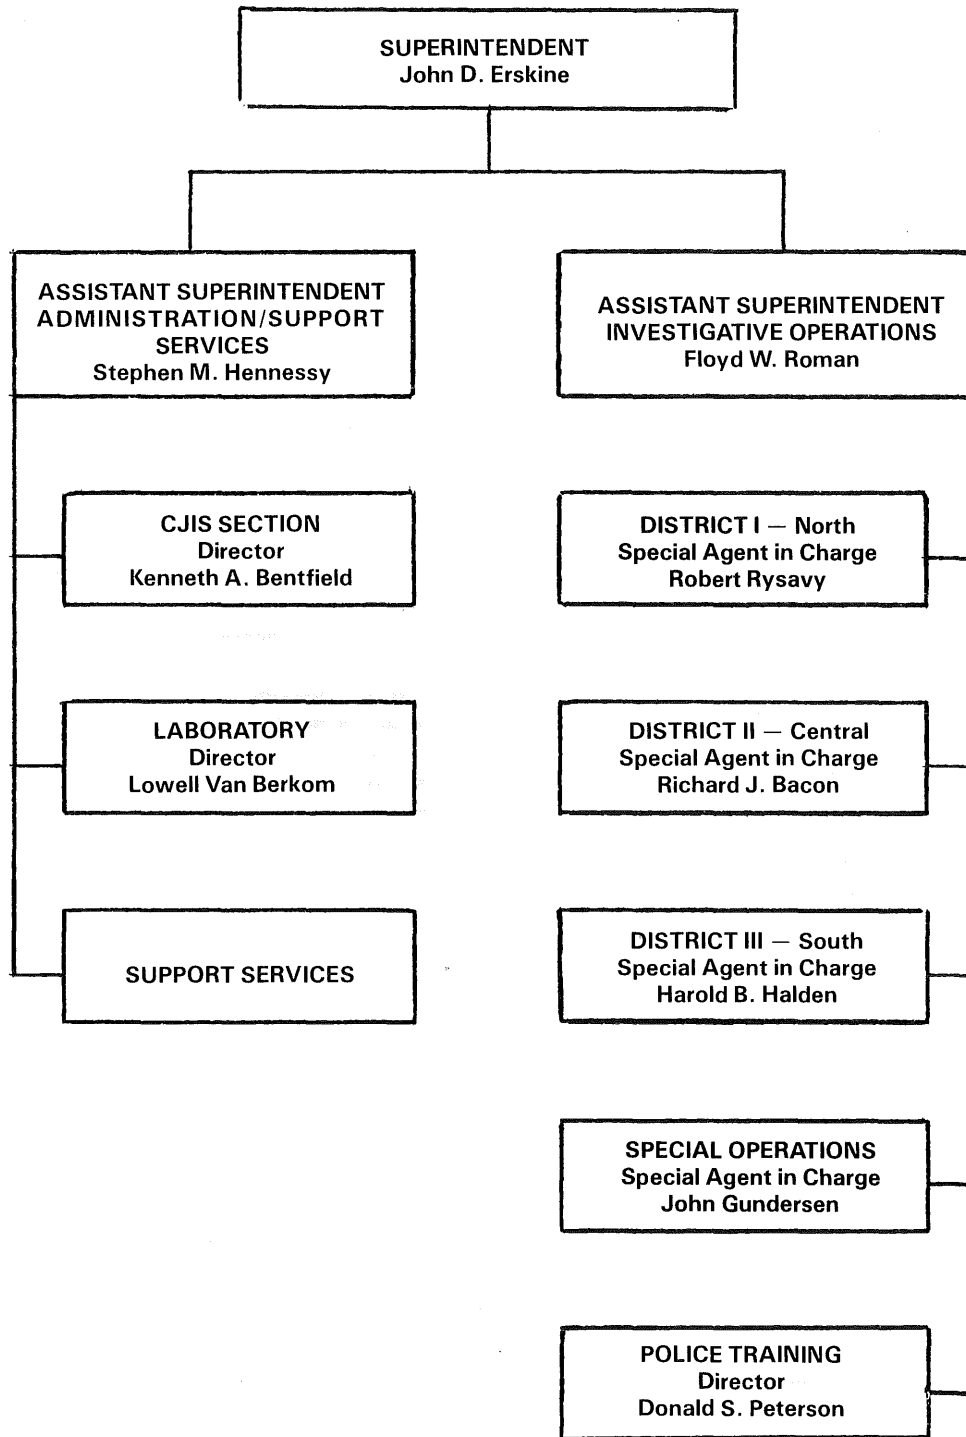 SUPERINTENDENT
John D. Erskine
ASSISTANT SUPERINTENDENT
ADMINISTRATION/SUPPORT
SERVICES
Stephen M. Hennessy
ASSISTANT SUPERINTENDENT
INVESTIGATIVE OPERATIONS
Floyd W. Roman
CJIS SECTION
Director
Kenneth A. Bentfield
DISTRICT I — North
Special Agent in Charge
Robert Rysavy
LABORATORY
Director
Lowell Van Berkom
DISTRICT II — Central
Special Agent in Charge
Richard J. Bacon
SUPPORT SERVICES
DISTRICT III — South
Special Agent in Charge
Harold B. Halden
SPECIAL OPERATIONS
Special Agent in Charge
John Gundersen
POLICE TRAINING
Director
Donald S. Peterson